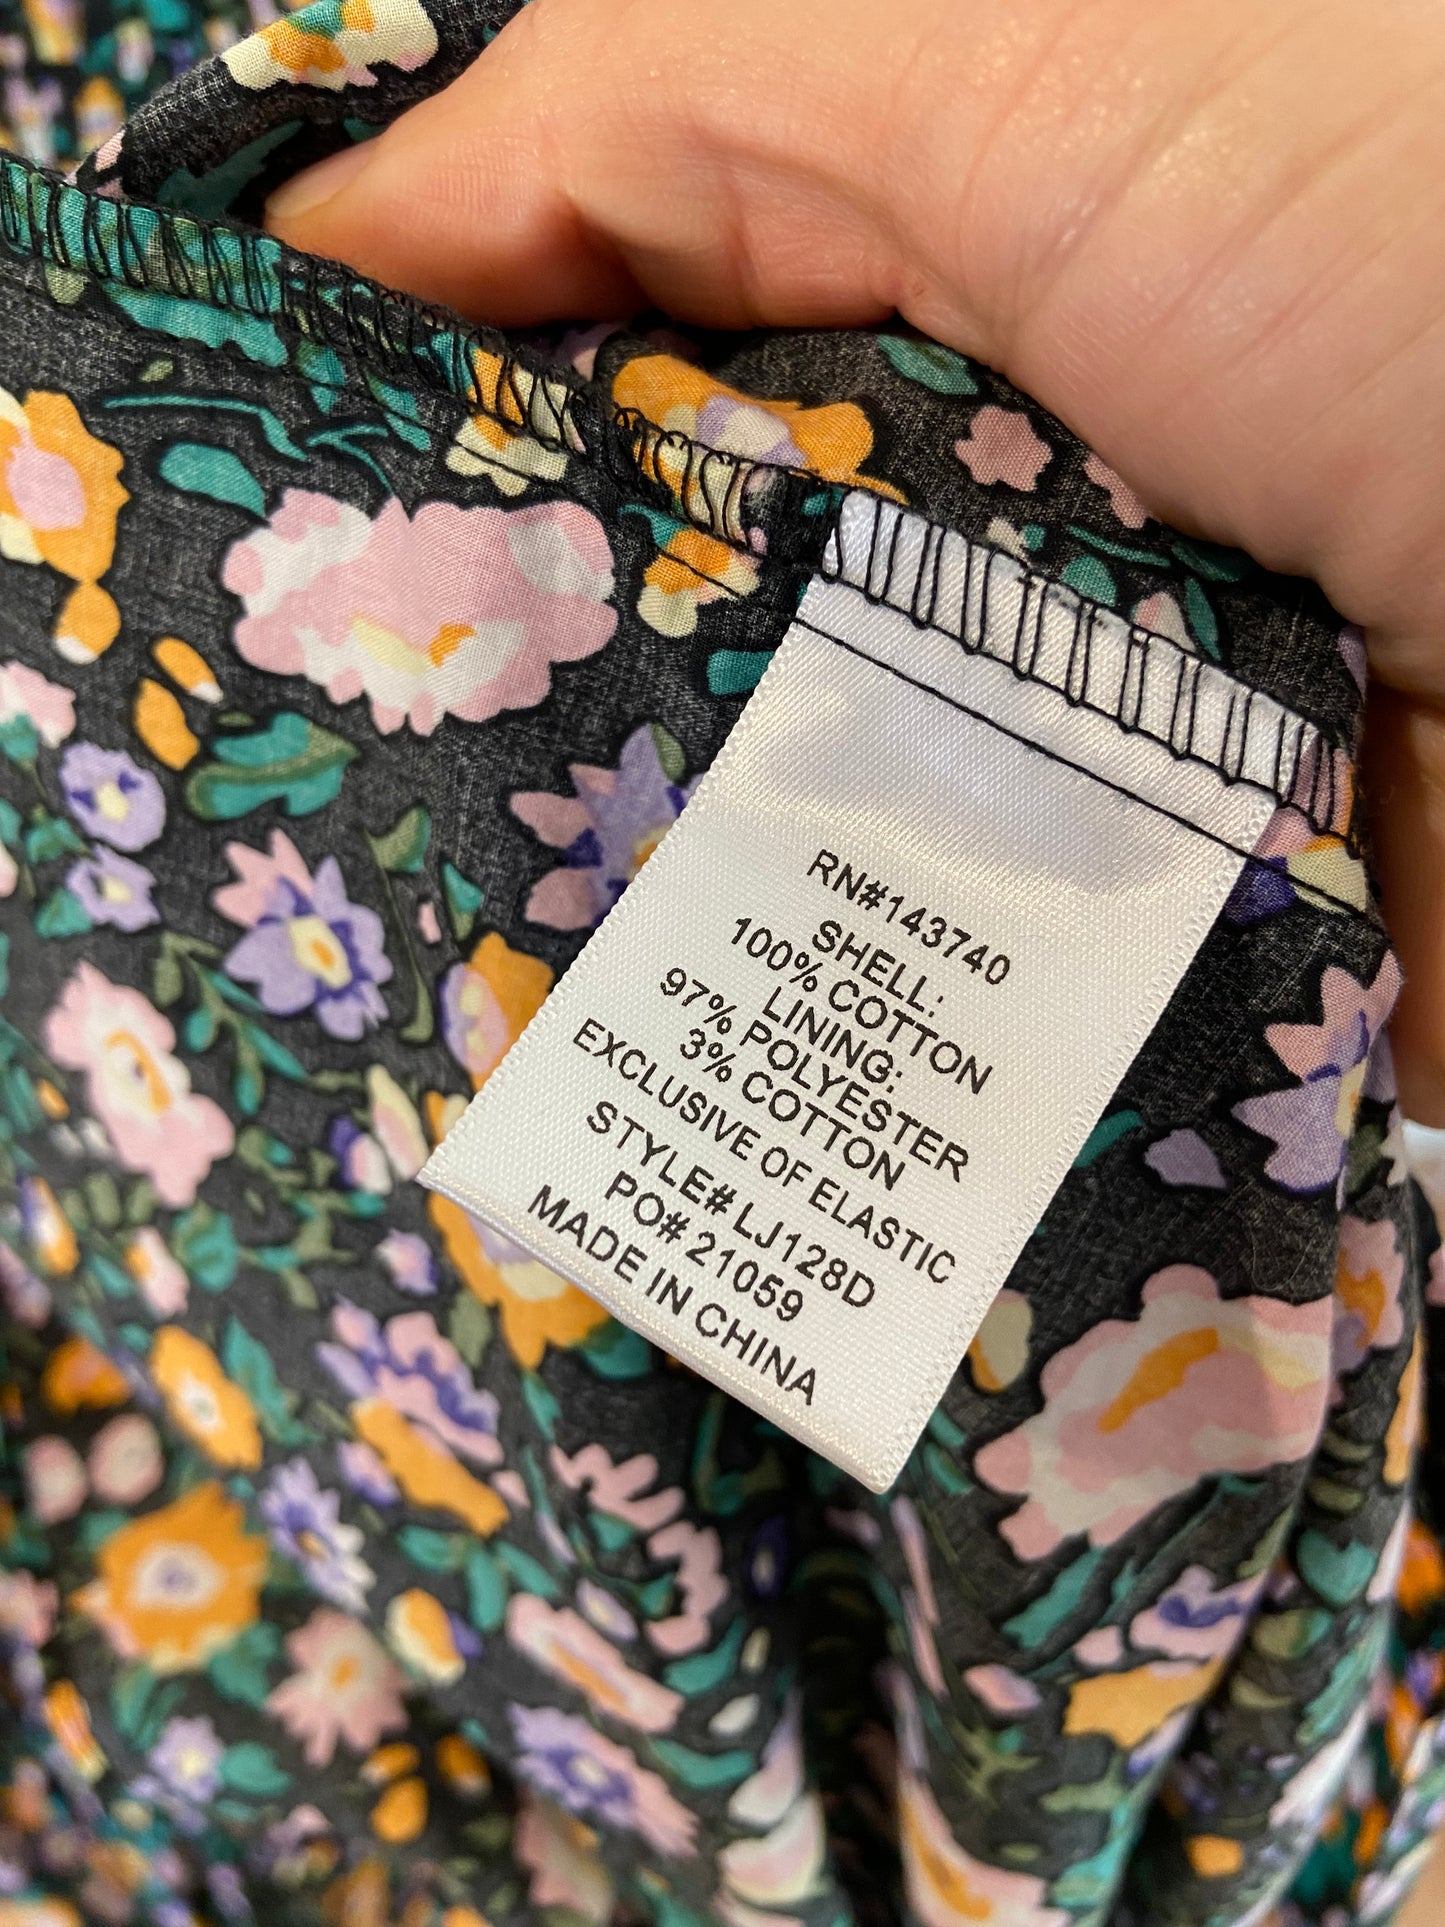 RN#143740
SHELL:
100% COTTON
LINING:
97% POLYESTER
3% COTTON
EXCLUSIVE OF ELASTIC
STYLE# LJ128D
PO# 21059
MADE IN CHINA